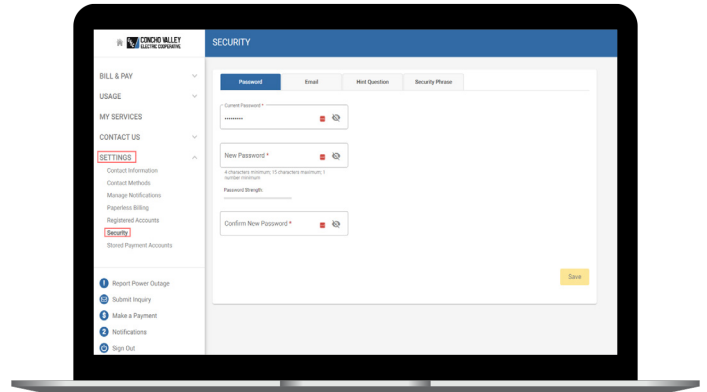 CONCHO VALLEY
ELECTRIC COOPERATIVE
SECURITY
BILL & PAY
USAGE
MY SERVICES
CONTACT US
SETTINGS
Contact Information
Contact Methods
Manage Notifications
Paperless Billing
Registered Accounts
Security
Stored Payment Accounts
Report Power Outage
Submit Inquiry
$ Make a Payment
2 Notifications
Sign Out
Password Email Hint Question Security Phrase
Current Password *
•••••••••
New Password *
4 characters minimum; 15 characters maximum; 1
number minimum
Password Strength:
Confirm New Password *
Save